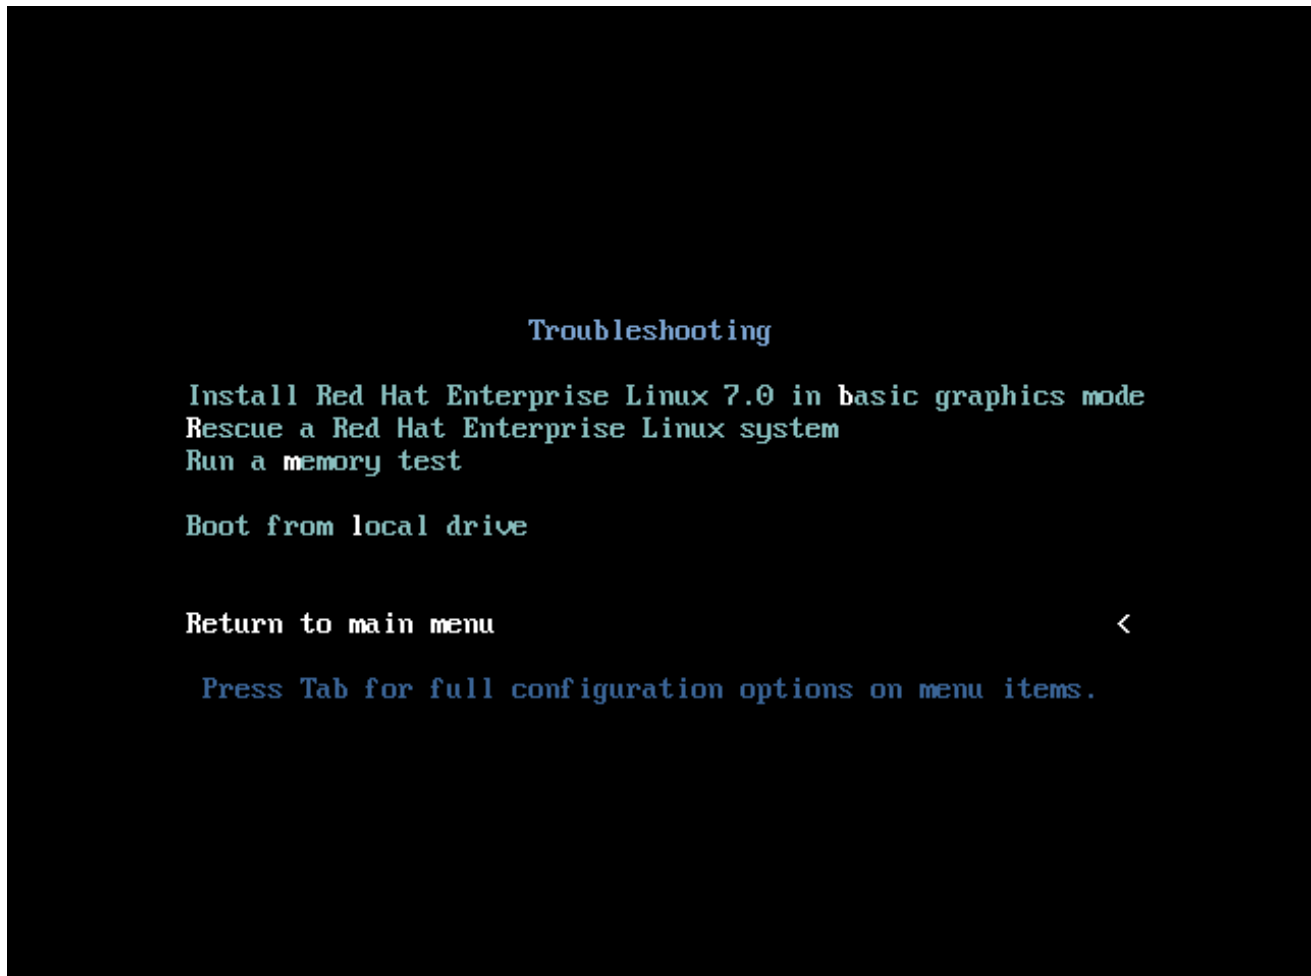 Troubleshooting
Install Red Hat Enterprise Linux 7.0 in basic graphics mode
Rescue a Red Hat Enterprise Linux system
Run a memory test
Boot from local drive
Return to main menu <
Press Tab for full configuration options on menu items.